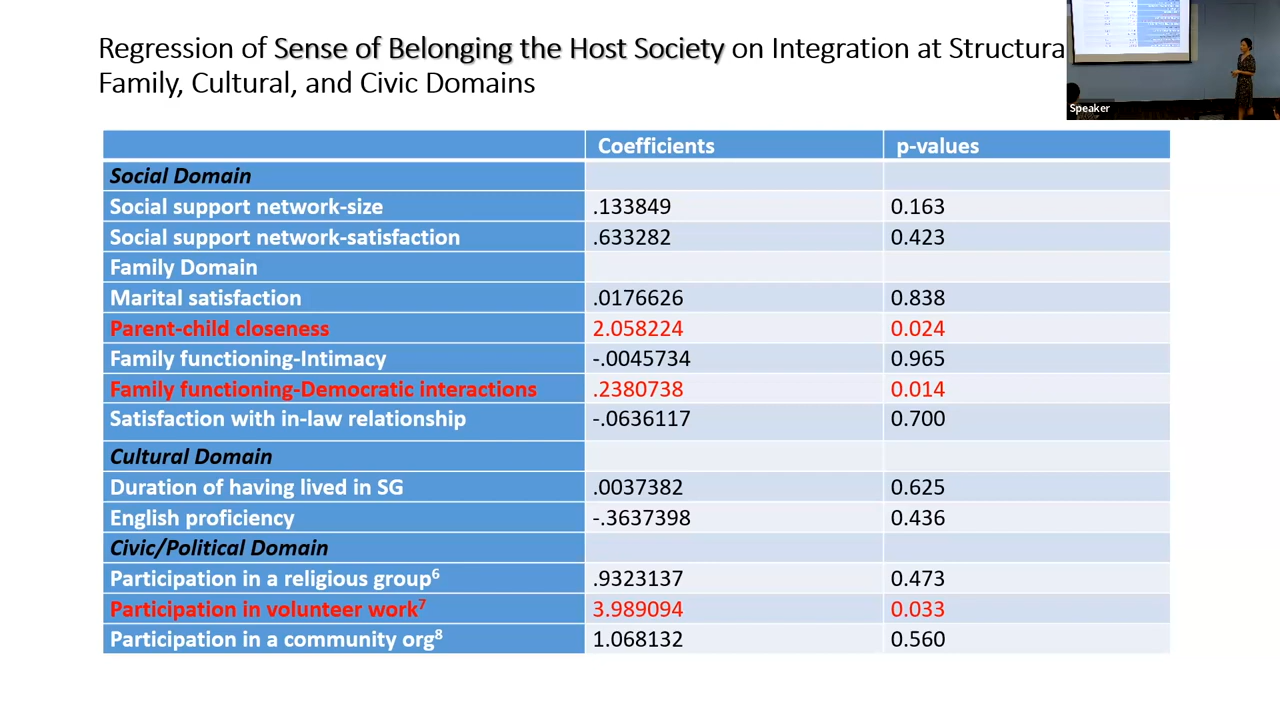 Regression of Sense of Belonging the Host Society on Integration at Structura
Family, Cultural, and Civic Domains
Speaker
Coefficients p-values
Social Domain
Social support network-size .133849 0.163
Social support network-satisfaction .633282 0.423
Family Domain
Marital satisfaction .0176626 0.838
Parent-child closeness 2.058224 0.024
Family functioning-Intimacy -.0045734 0.965
Family functioning-Democratic interactions .2380738 0.014
Satisfaction with in-law relationship -.0636117 0.700
Cultural Domain
Duration of having lived in SG .0037382 0.625
English proficiency -.3637398 0.436
Civic/Political Domain
Participation in a religious group⁶ .9323137 0.473
Participation in volunteer work⁷ 3.989094 0.033
Participation in a community org⁸ 1.068132 0.560